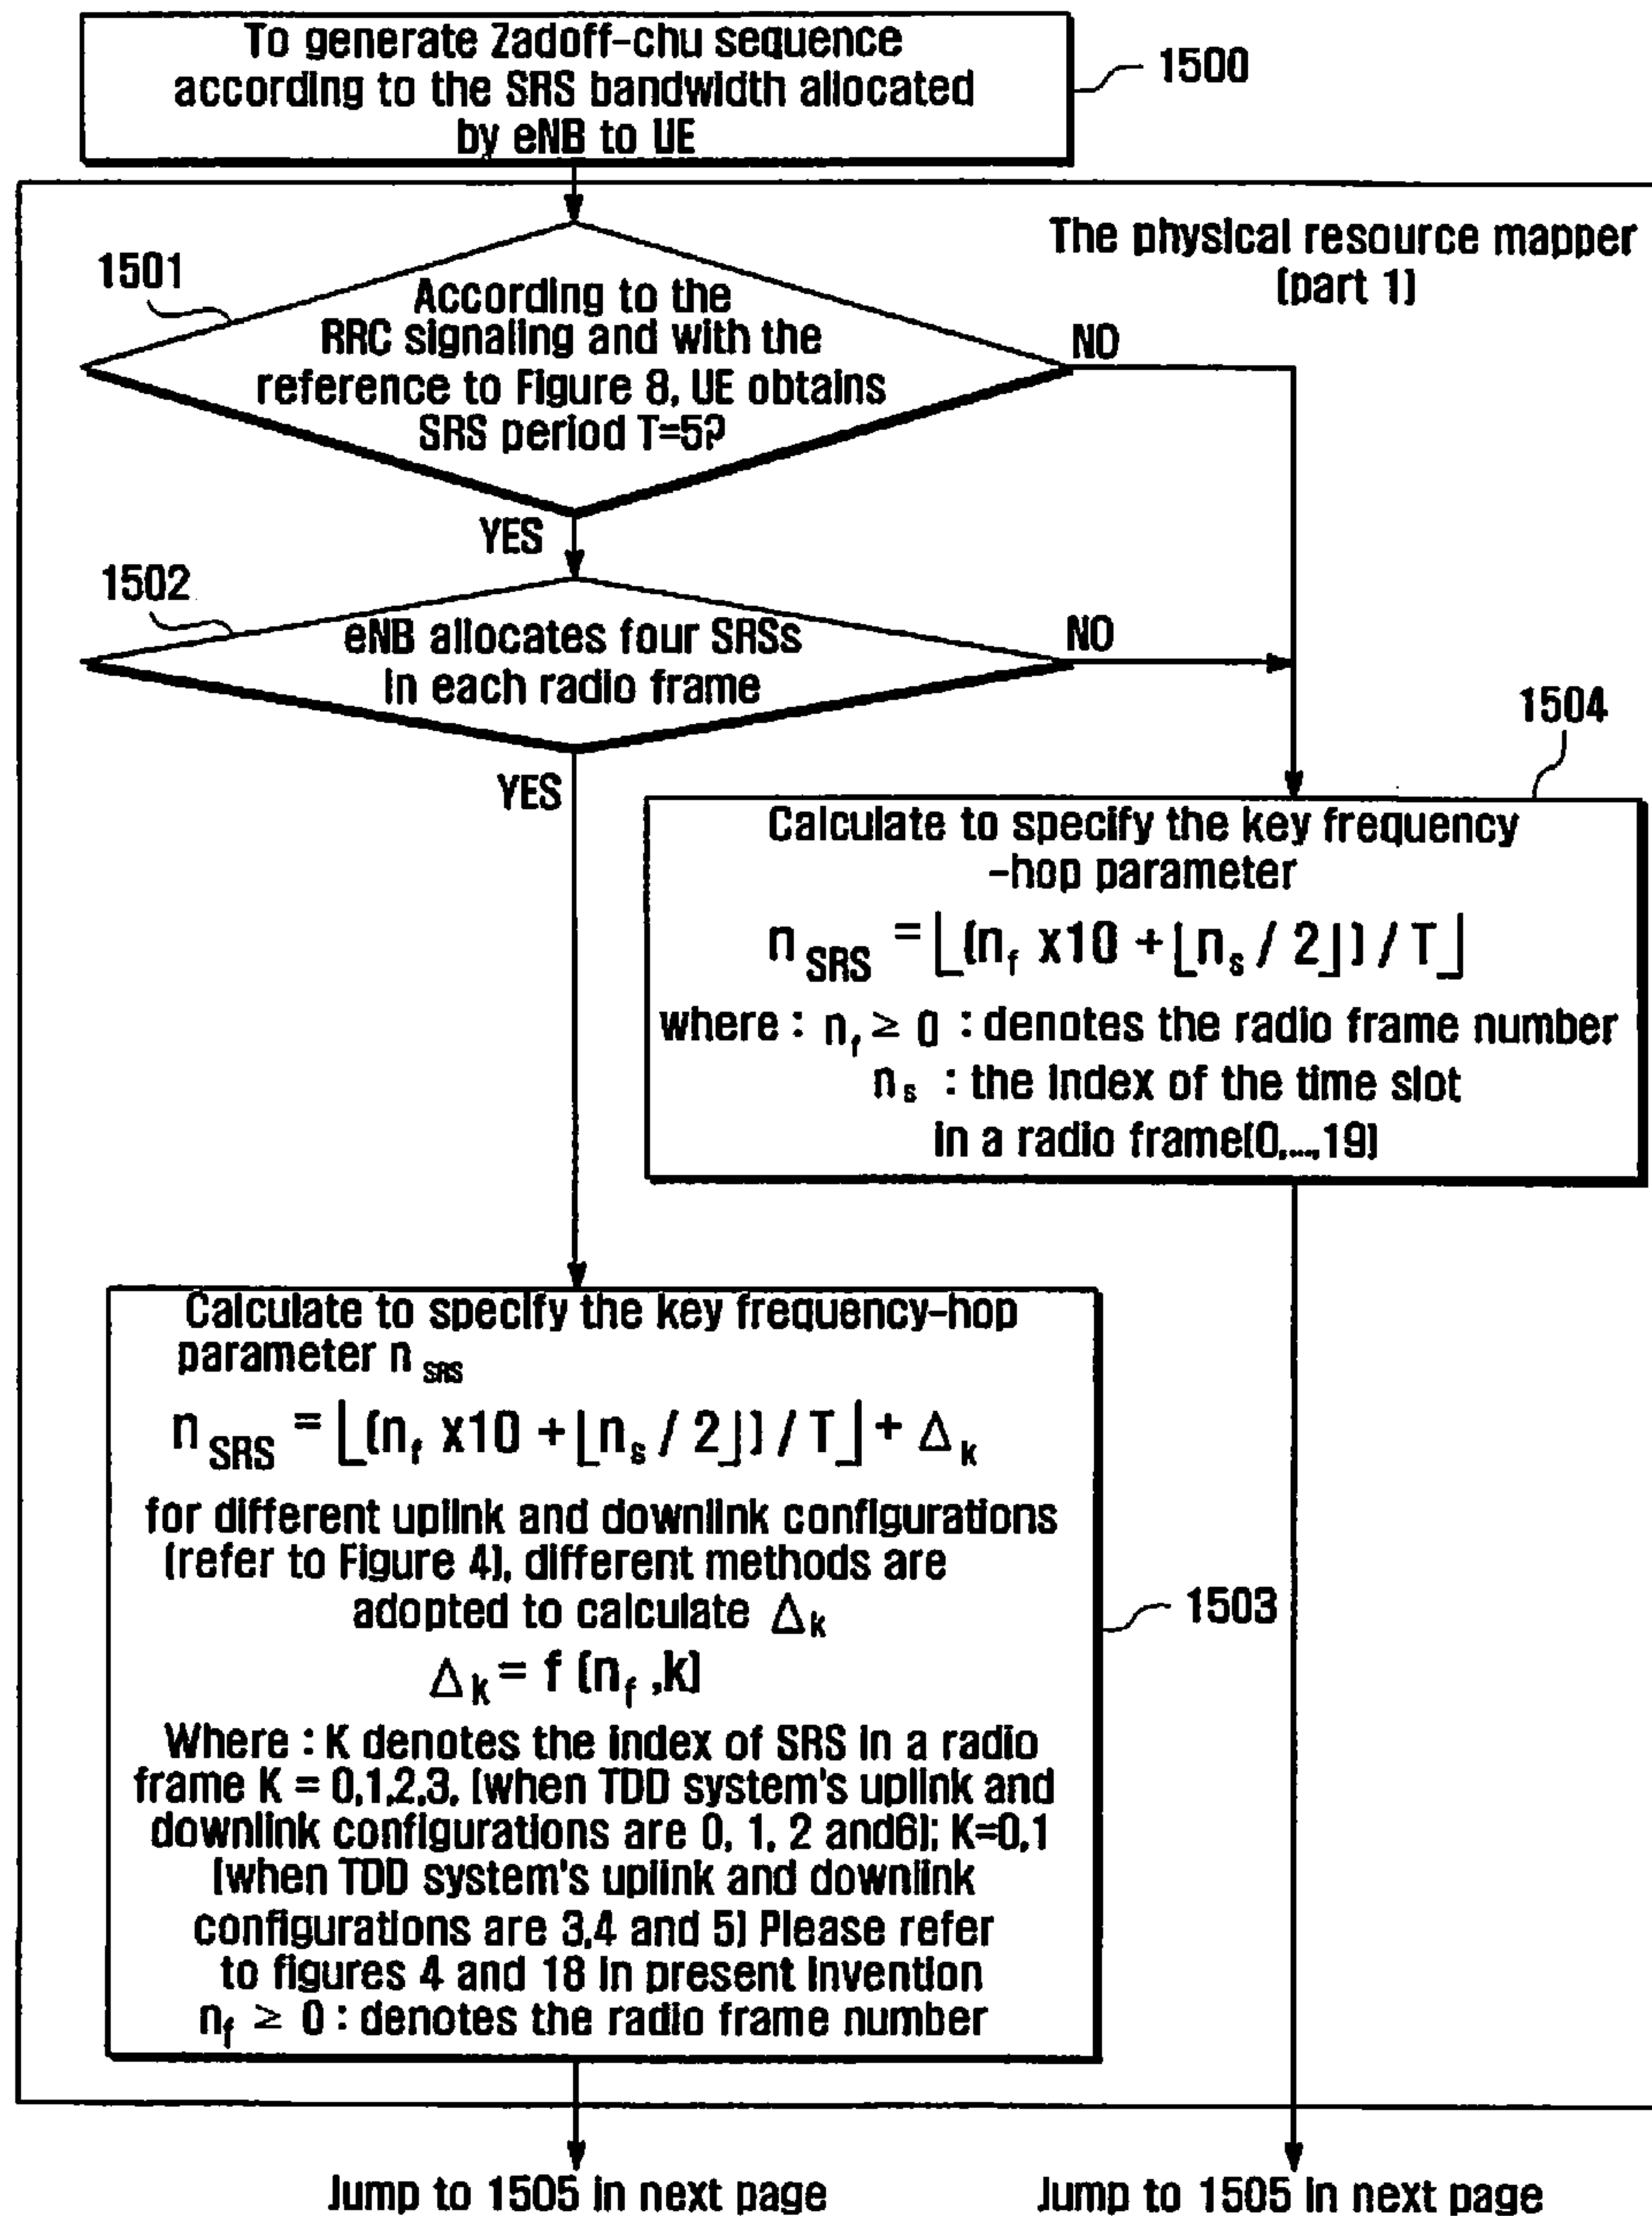 To generate Zadoff-chu sequence
according to the SRS bandwidth allocated
by eNB to UE
1500
The physical resource mapper
(part 1)
1501
According to the
RRC signaling and with the
reference to Figure 8, UE obtains
SRS period T=5?
NO
YES
1502
eNB allocates four SRSs
in each radio frame
NO
YES
1504
Calculate to specify the key frequency
-hop parameter
n SRS = ⌊(n f x10 + ⌊n s / 2⌋) / T⌋
where : n f ≥ 0 : denotes the radio frame number
n s : the index of the time slot
in a radio frame(0,...,19)
Calculate to specify the key frequency-hop
parameter n SRS
n SRS = ⌊(n f x10 + ⌊n s / 2⌋) / T⌋ + Δ k
for different uplink and downlink configurations
(refer to Figure 4), different methods are
adopted to calculate Δ k
Δ k = f (n f ,k)
1503
Where : K denotes the index of SRS in a radio
frame K = 0,1,2,3, (when TDD system's uplink and
downlink configurations are 0, 1, 2 and6); K=0,1
(when TDD system's uplink and downlink
configurations are 3,4 and 5) Please refer
to figures 4 and 18 in present invention
n f ≥ 0 : denotes the radio frame number
Jump to 1505 in next page
Jump to 1505 in next page